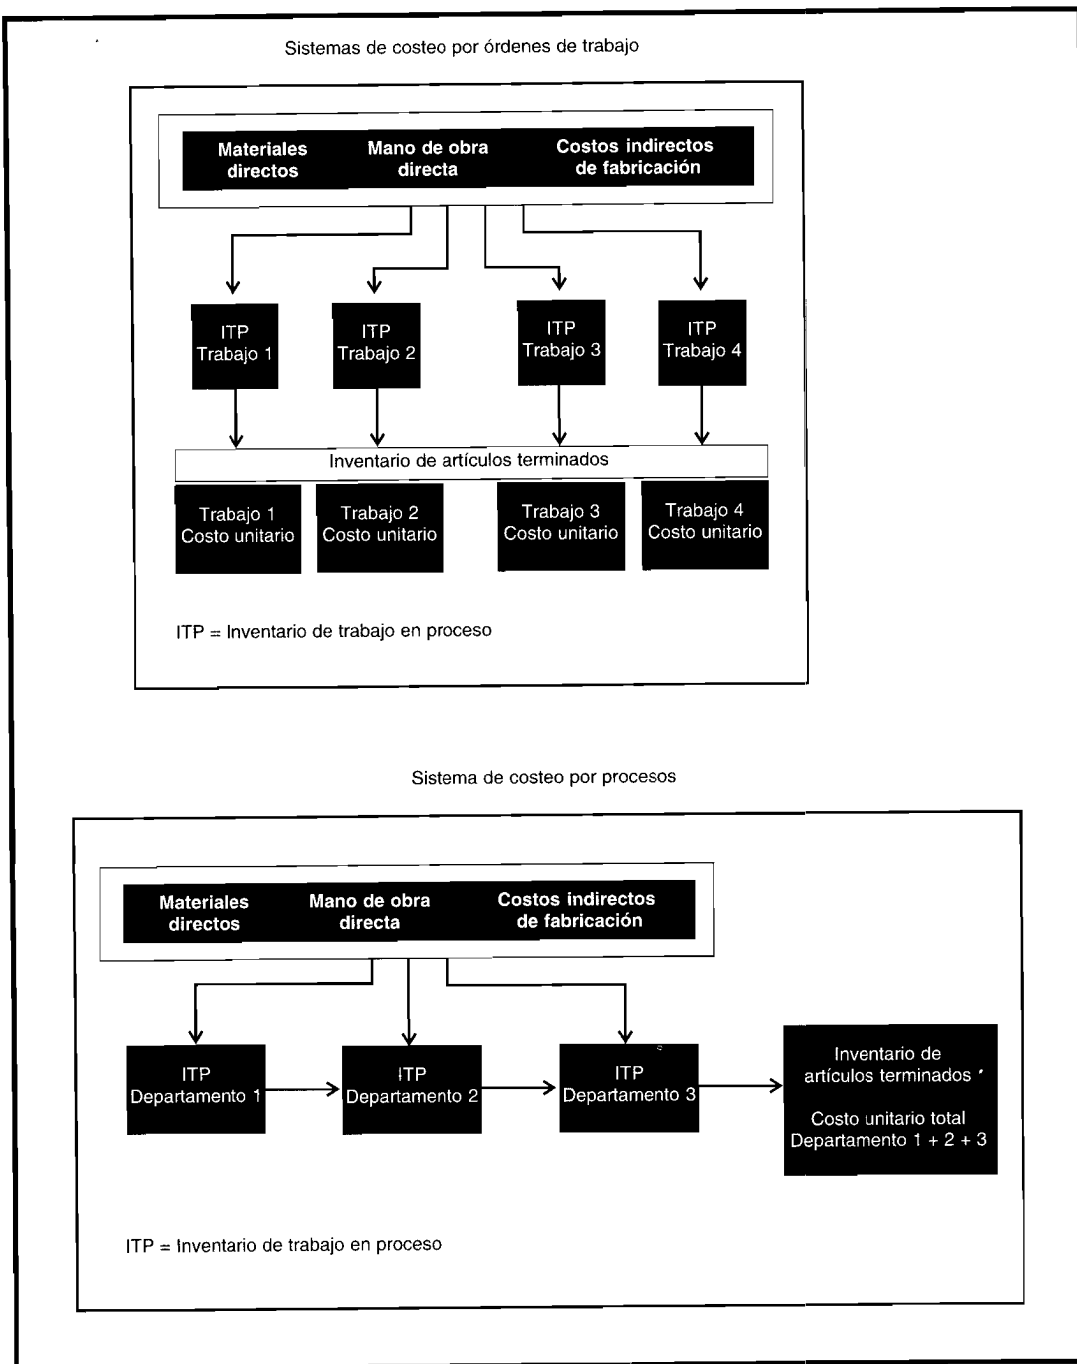 Sistemas de costeo por órdenes de trabajo
Materiales directos
Mano de obra directa
Costos indirectos de fabricación
ITP
Trabajo 1
ITP
Trabajo 2
ITP
Trabajo 3
ITP
Trabajo 4
Inventario de artículos terminados
Trabajo 1
Costo unitario
Trabajo 2
Costo unitario
Trabajo 3
Costo unitario
Trabajo 4
Costo unitario
ITP = Inventario de trabajo en proceso
Sistema de costeo por procesos
Materiales directos
Mano de obra directa
Costos indirectos de fabricación
ITP
Departamento 1
ITP
Departamento 2
ITP
Departamento 3
Inventario de
artículos terminados
Costo unitario total
Departamento 1 + 2 + 3
ITP = Inventario de trabajo en proceso